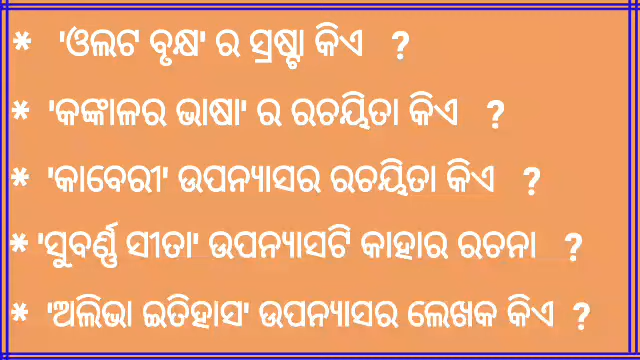 * 'ଓଲଟ ବୃକ୍ଷ' ର ସ୍ରଷ୍ଟା କିଏ ?
* 'କଙ୍କାଳର ଭାଷା' ର ରଚୟିତା କିଏ ?
* 'କାବେରୀ' ଉପନ୍ୟାସର ରଚୟିତା କିଏ ?
* 'ସୁବର୍ଣ୍ଣ ସୀତା' ଉପନ୍ୟାସଟି କାହାର ରଚନା ?
* 'ଅଲିଭା ଇତିହାସ' ଉପନ୍ୟାସର ଲେଖକ କିଏ ?